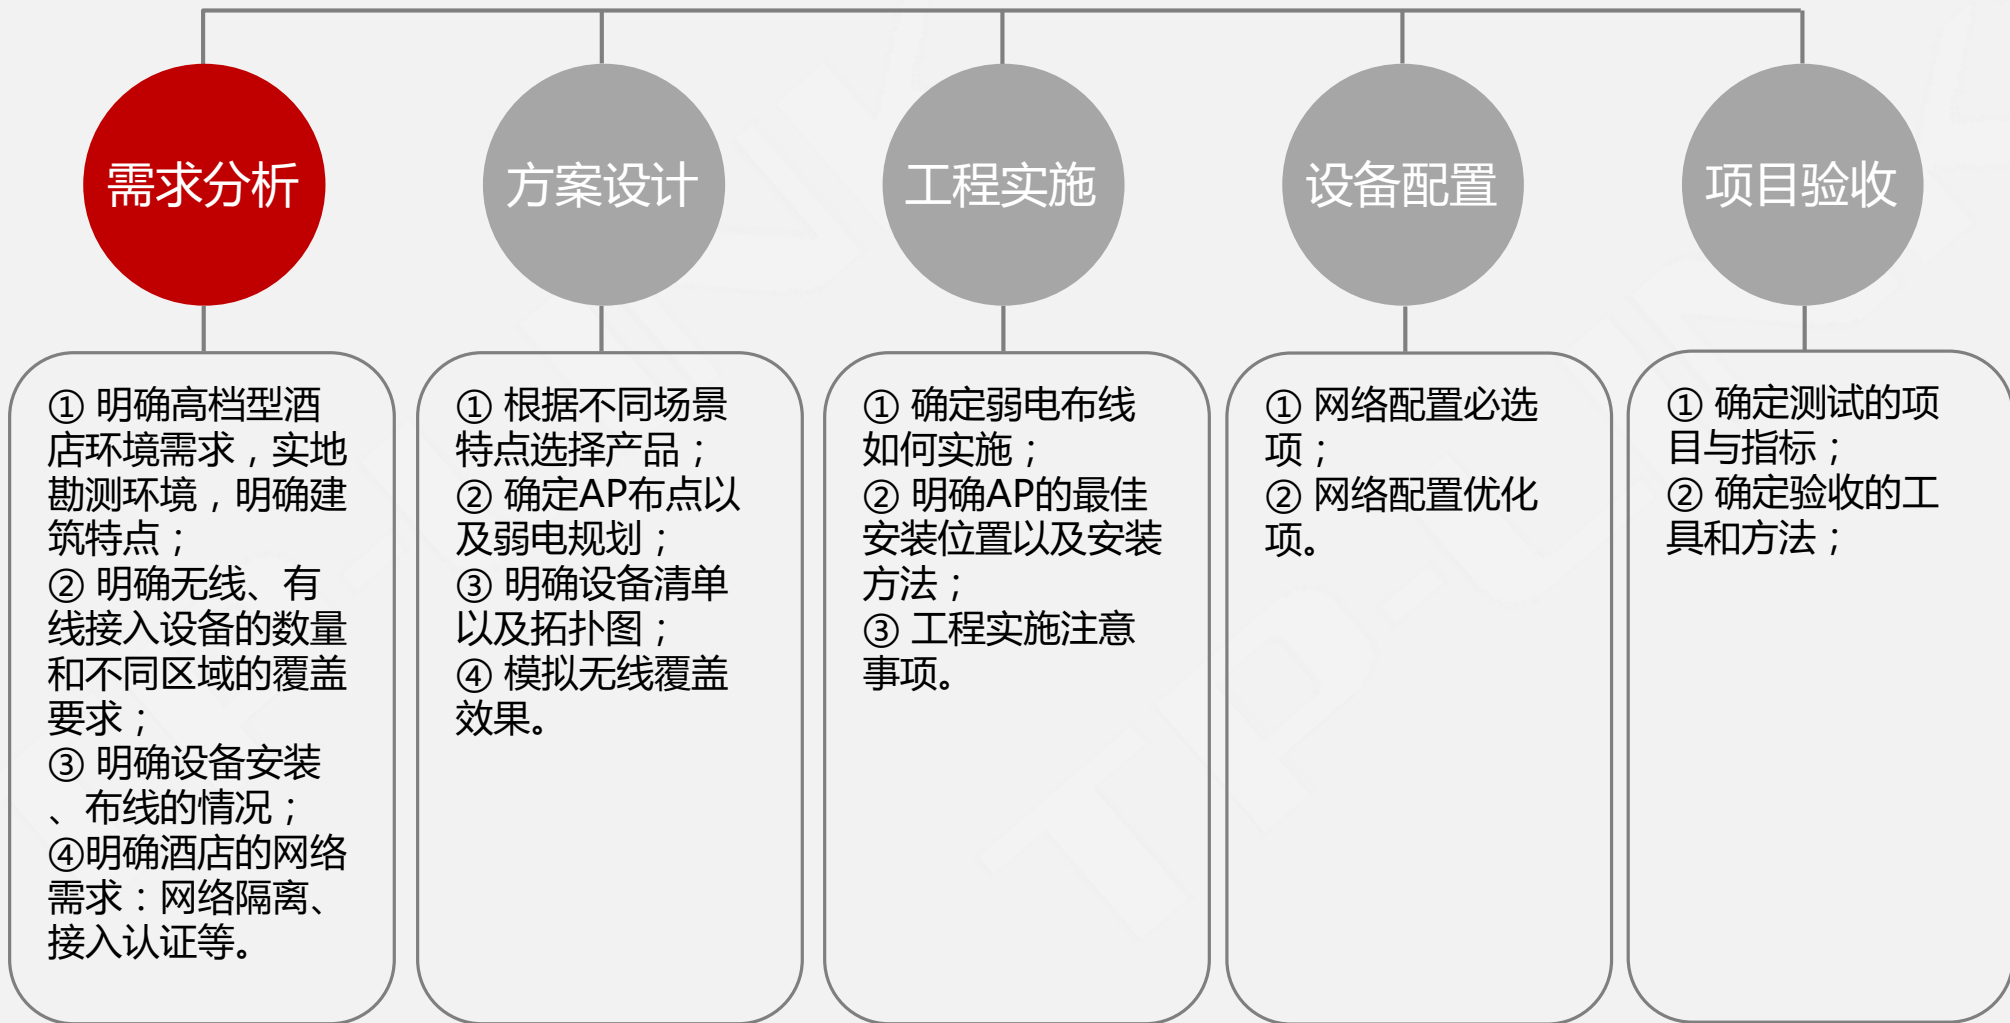 需求分析
方案设计
工程实施
设备配置
项目验收
① 明确高档型酒
店环境需求，实地
勘测环境，明确建
筑特点；
② 明确无线、有
线接入设备的数量
和不同区域的覆盖
要求；
③ 明确设备安装
、布线的情况；
④明确酒店的网络
需求：网络隔离、
接入认证等。
① 根据不同场景
特点选择产品；
② 确定AP布点以
及弱电规划；
③ 明确设备清单
以及拓扑图；
④ 模拟无线覆盖
效果。
① 确定弱电布线
如何实施；
② 明确AP的最佳
安装位置以及安装
方法；
③ 工程实施注意
事项。
① 网络配置必选
项；
② 网络配置优化
项。
① 确定测试的项
目与指标；
② 确定验收的工
具和方法；